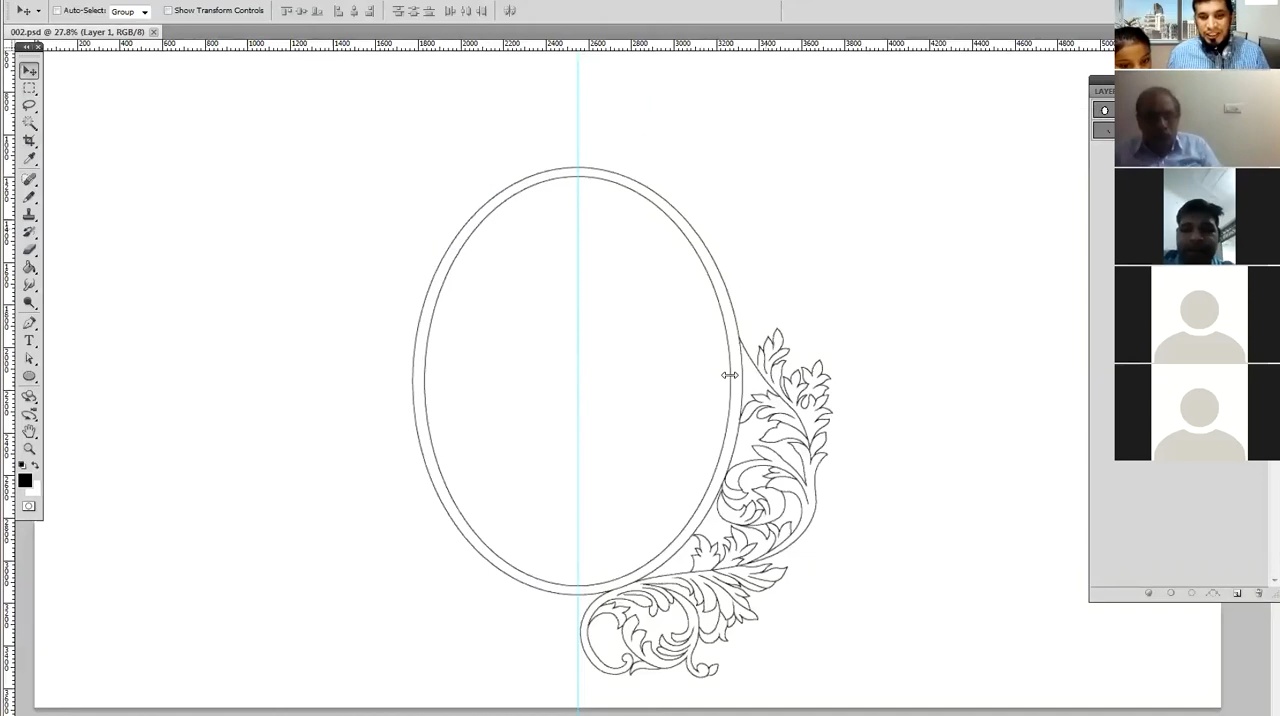 Auto-Select: Group Show Transform Controls
002.psd @ 27.8% (Layer 1, RGB/8)
200 400 600 800 1000 1200 1400 1600 1800 2000 2200 2400 2600 2800 3000 3200 3400 3600 3800 4000 4200 4400 4600 4800 5000
LAYER